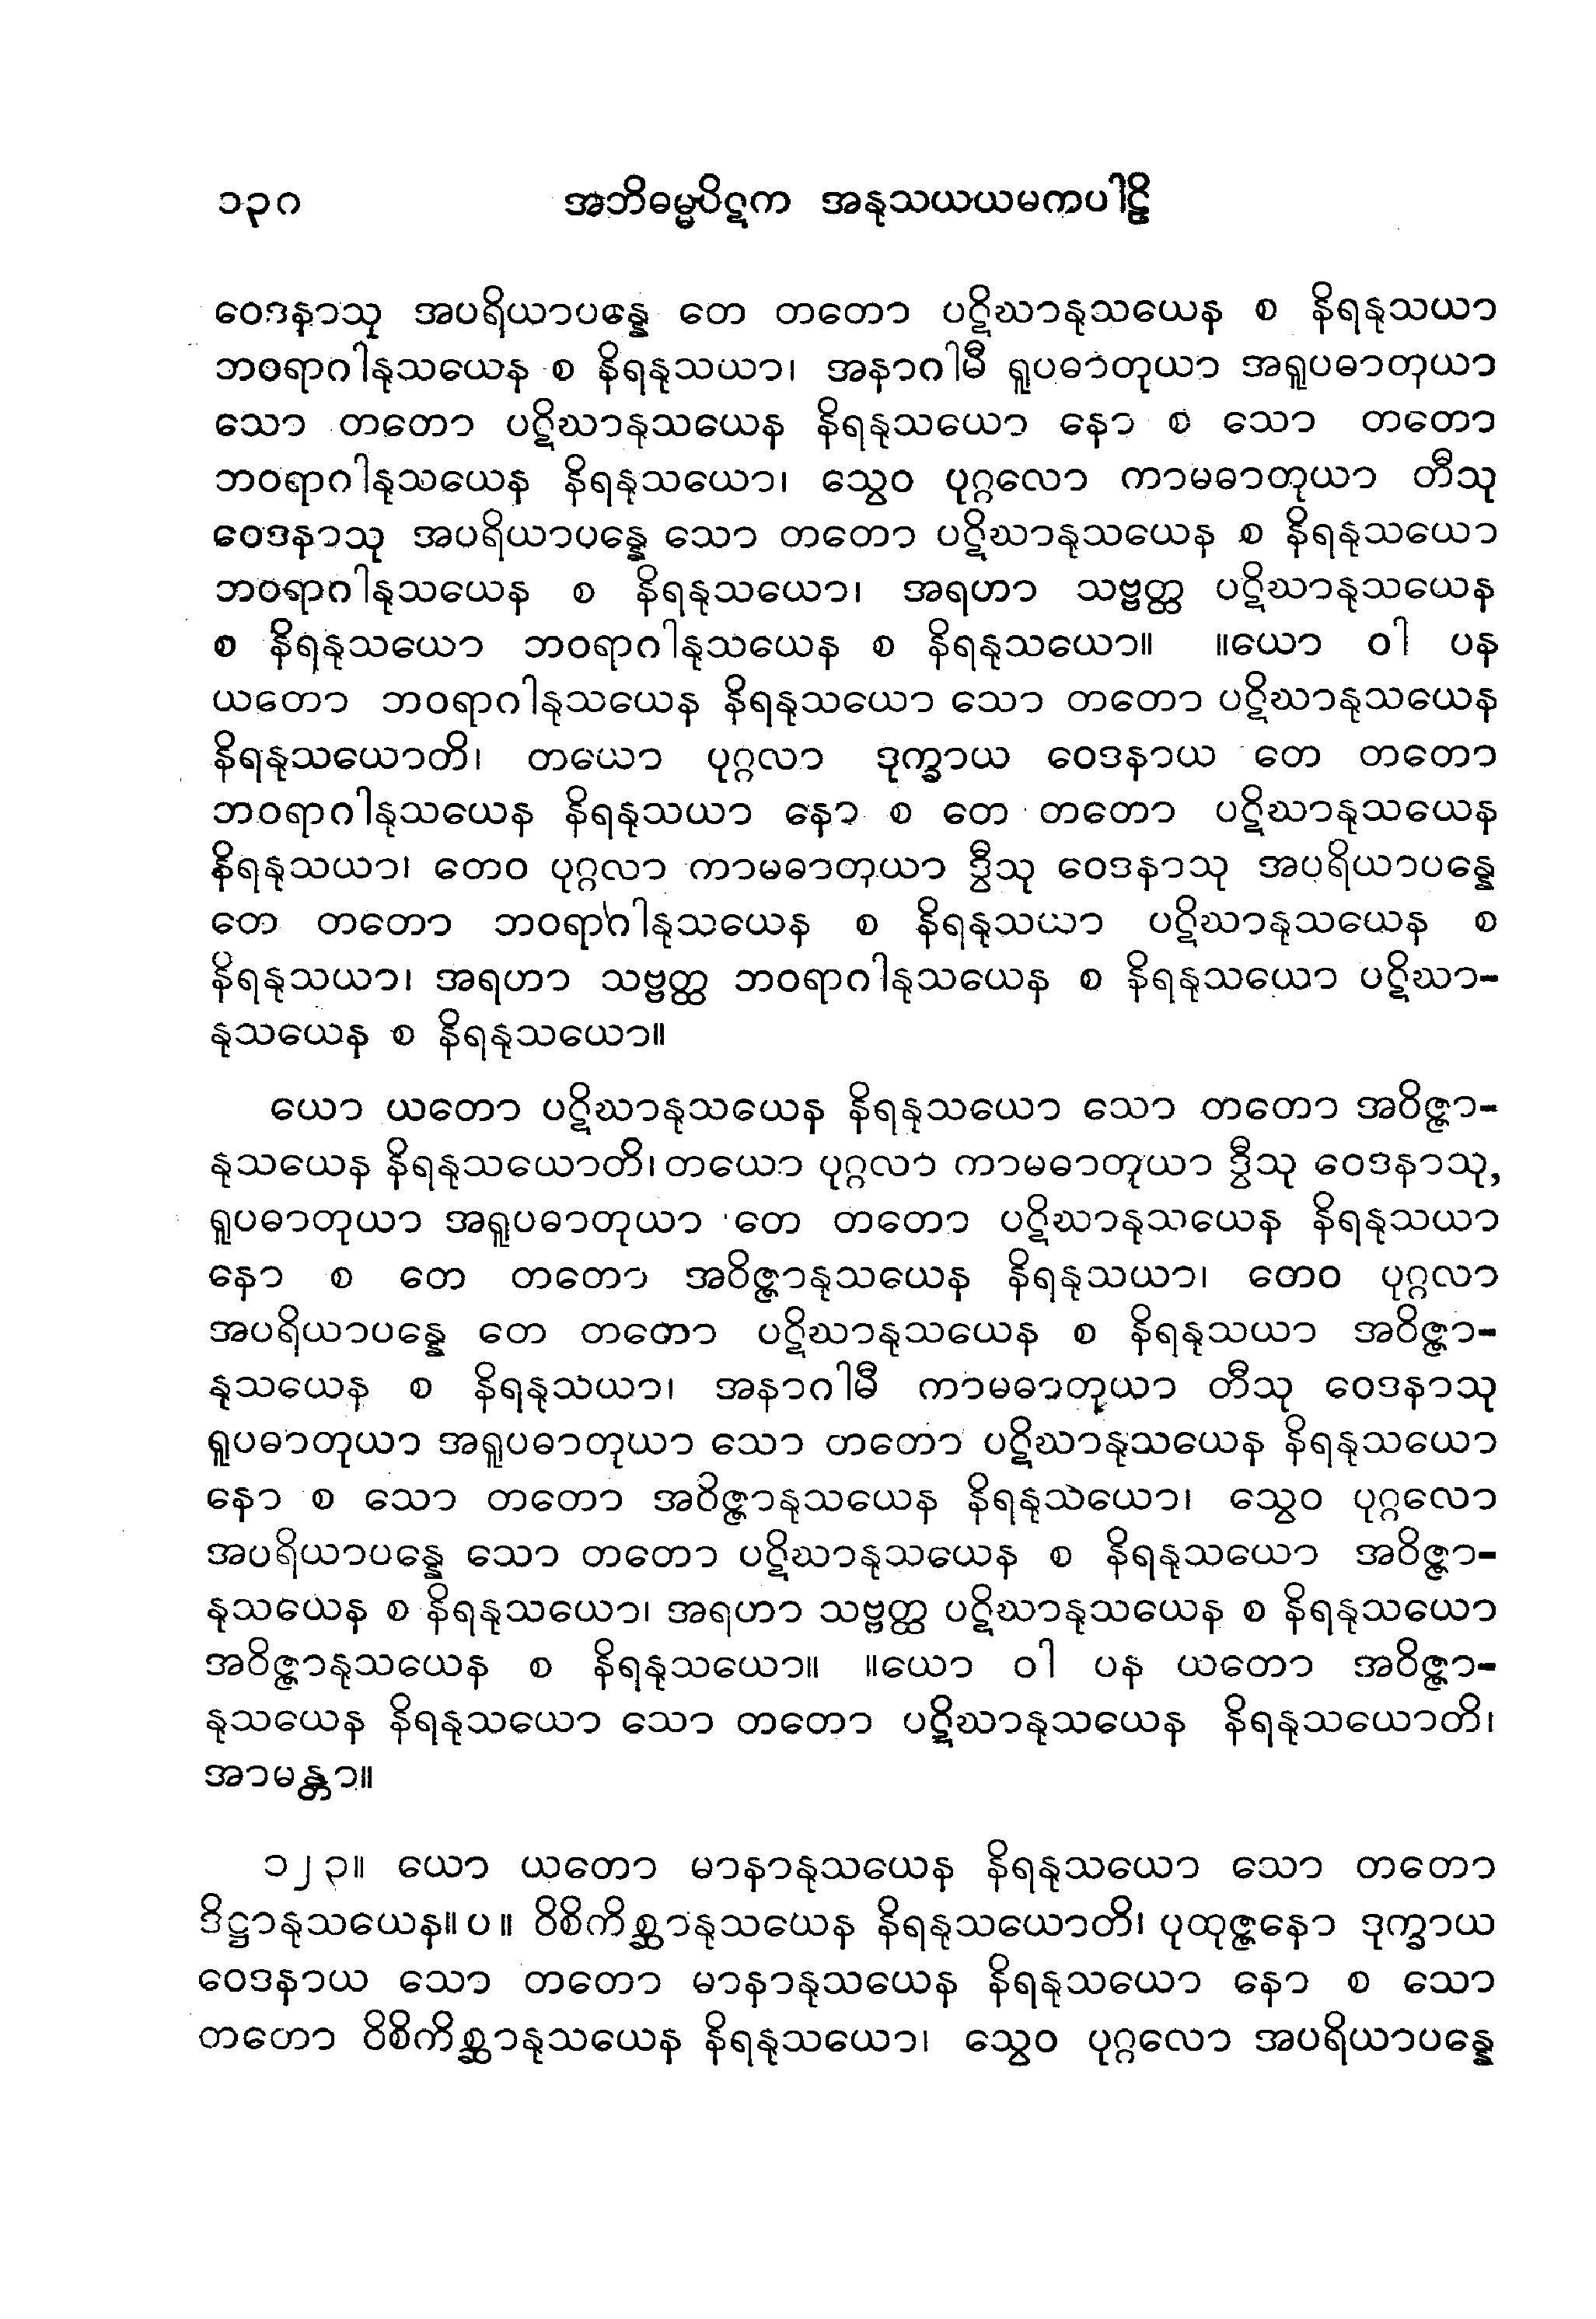 ၁၃၀ အဘိဓမ္မပိဋက အနုသယယမကပါဠိ
ဝေဒနာသု အပရိယာပန္နေ တေ တတော ပဋိဃာနုသယေန စ နိရနုသယာ
ဘဝရာဂါနုသယေန စ နိရနုသယာ၊ အနာဂါမီ ရူပဓာတုယာ အရူပဓာတုယာ
သော တတော ပဋိဃာနုသယေန နိရနုသယော နော စ သော တတော
ဘဝရာဂါနုသယေန နိရနုသယော၊ သွေဝ ပုဂ္ဂလော ကာမဓာတုယာ တီသု
ဝေဒနာသု အပရိယာပန္နေ သော တတော ပဋိဃာနုသယေန စ နိရနုသယော
ဘဝရာဂါနုသယေန စ နိရနုသယော၊ အရဟာ သဗ္ဗတ္ထ ပဋိဃာနုသယေန
စ နိရနုသယော ဘဝရာဂါနုသယေန စ နိရနုသယော။ ။ယော ဝါ ပန
ယတော ဘဝရာဂါနုသယေန နိရနုသယော သော တတော ပဋိဃာနုသယေန
နိရနုသယောတိ၊ တယော ပုဂ္ဂလာ ဒုက္ခာယ ဝေဒနာယ တေ တတော
ဘဝရာဂါနုသယေန နိရနုသယာ နော စ တေ တတော ပဋိဃာနုသယေန
နိရနုသယာ၊ တေဝ ပုဂ္ဂလာ ကာမဓာတုယာ ဒွီသု ဝေဒနာသု အပရိယာပန္နေ
တေ တတော ဘဝရာဂါနုသယေန စ နိရနုသယာ ပဋိဃာနုသယေန စ
နိရနုသယာ၊ အရဟာ သဗ္ဗတ္ထ ဘဝရာဂါနုသယေန စ နိရနုသယော ပဋိဃာ-
နုသယေန စ နိရနုသယော။
ယော ယတော ပဋိဃာနုသယေန နိရနုသယော သော တတော အဝိဇ္ဇာ-
နုသယေန နိရနုသယောတိ၊ တယော ပုဂ္ဂလာ ကာမဓာတုယာ ဒွီသု ဝေဒနာသု,
ရူပဓာတုယာ အရူပဓာတုယာ တေ တတော ပဋိဃာနုသယေန နိရနုသယာ
နော စ တေ တတော အဝိဇ္ဇာနုသယေန နိရနုသယာ၊ တေဝ ပုဂ္ဂလာ
အပရိယာပန္နေ တေ တတော ပဋိဃာနုသယေန စ နိရနုသယာ အဝိဇ္ဇာ-
နုသယေန စ နိရနုသယာ၊ အနာဂါမီ ကာမဓာတုယာ တီသု ဝေဒနာသု
ရူပဓာတုယာ အရူပဓာတုယာ သော တတော ပဋိဃာနုသယေန နိရနုသယော
နော စ သော တတော အဝိဇ္ဇာနုသယေန နိရနုသယော၊ သွေဝ ပုဂ္ဂလော
အပရိယာပန္နေ သော တတော ပဋိဃာနုသယေန စ နိရနုသယော အဝိဇ္ဇာ-
နုသယေန စ နိရနုသယော၊ အရဟာ သဗ္ဗတ္ထ ပဋိဃာနုသယေန စ နိရနုသယော
အဝိဇ္ဇာနုသယေန စ နိရနုသယော။ ။ယော ဝါ ပန ယတော အဝိဇ္ဇာ-
နုသယေန နိရနုသယော သော တတော ပဋိဃာနုသယေန နိရနုသယောတိ၊
အာမန္တာ။
၁၂၃။ ယော ယတော မာနာနုသယေန နိရနုသယော သော တတော
ဒိဋ္ဌာနုသယေန။ပ။ ဝိစိကိစ္ဆာနုသယေန နိရနုသယောတိ၊ ပုထုဇ္ဇနော ဒုက္ခာယ
ဝေဒနာယ သော တတော မာနာနုသယေန နိရနုသယော နော စ သော
တတော ဝိစိကိစ္ဆာနုသယေန နိရနုသယော၊ သွေဝ ပုဂ္ဂလော အပရိယာပန္နေ